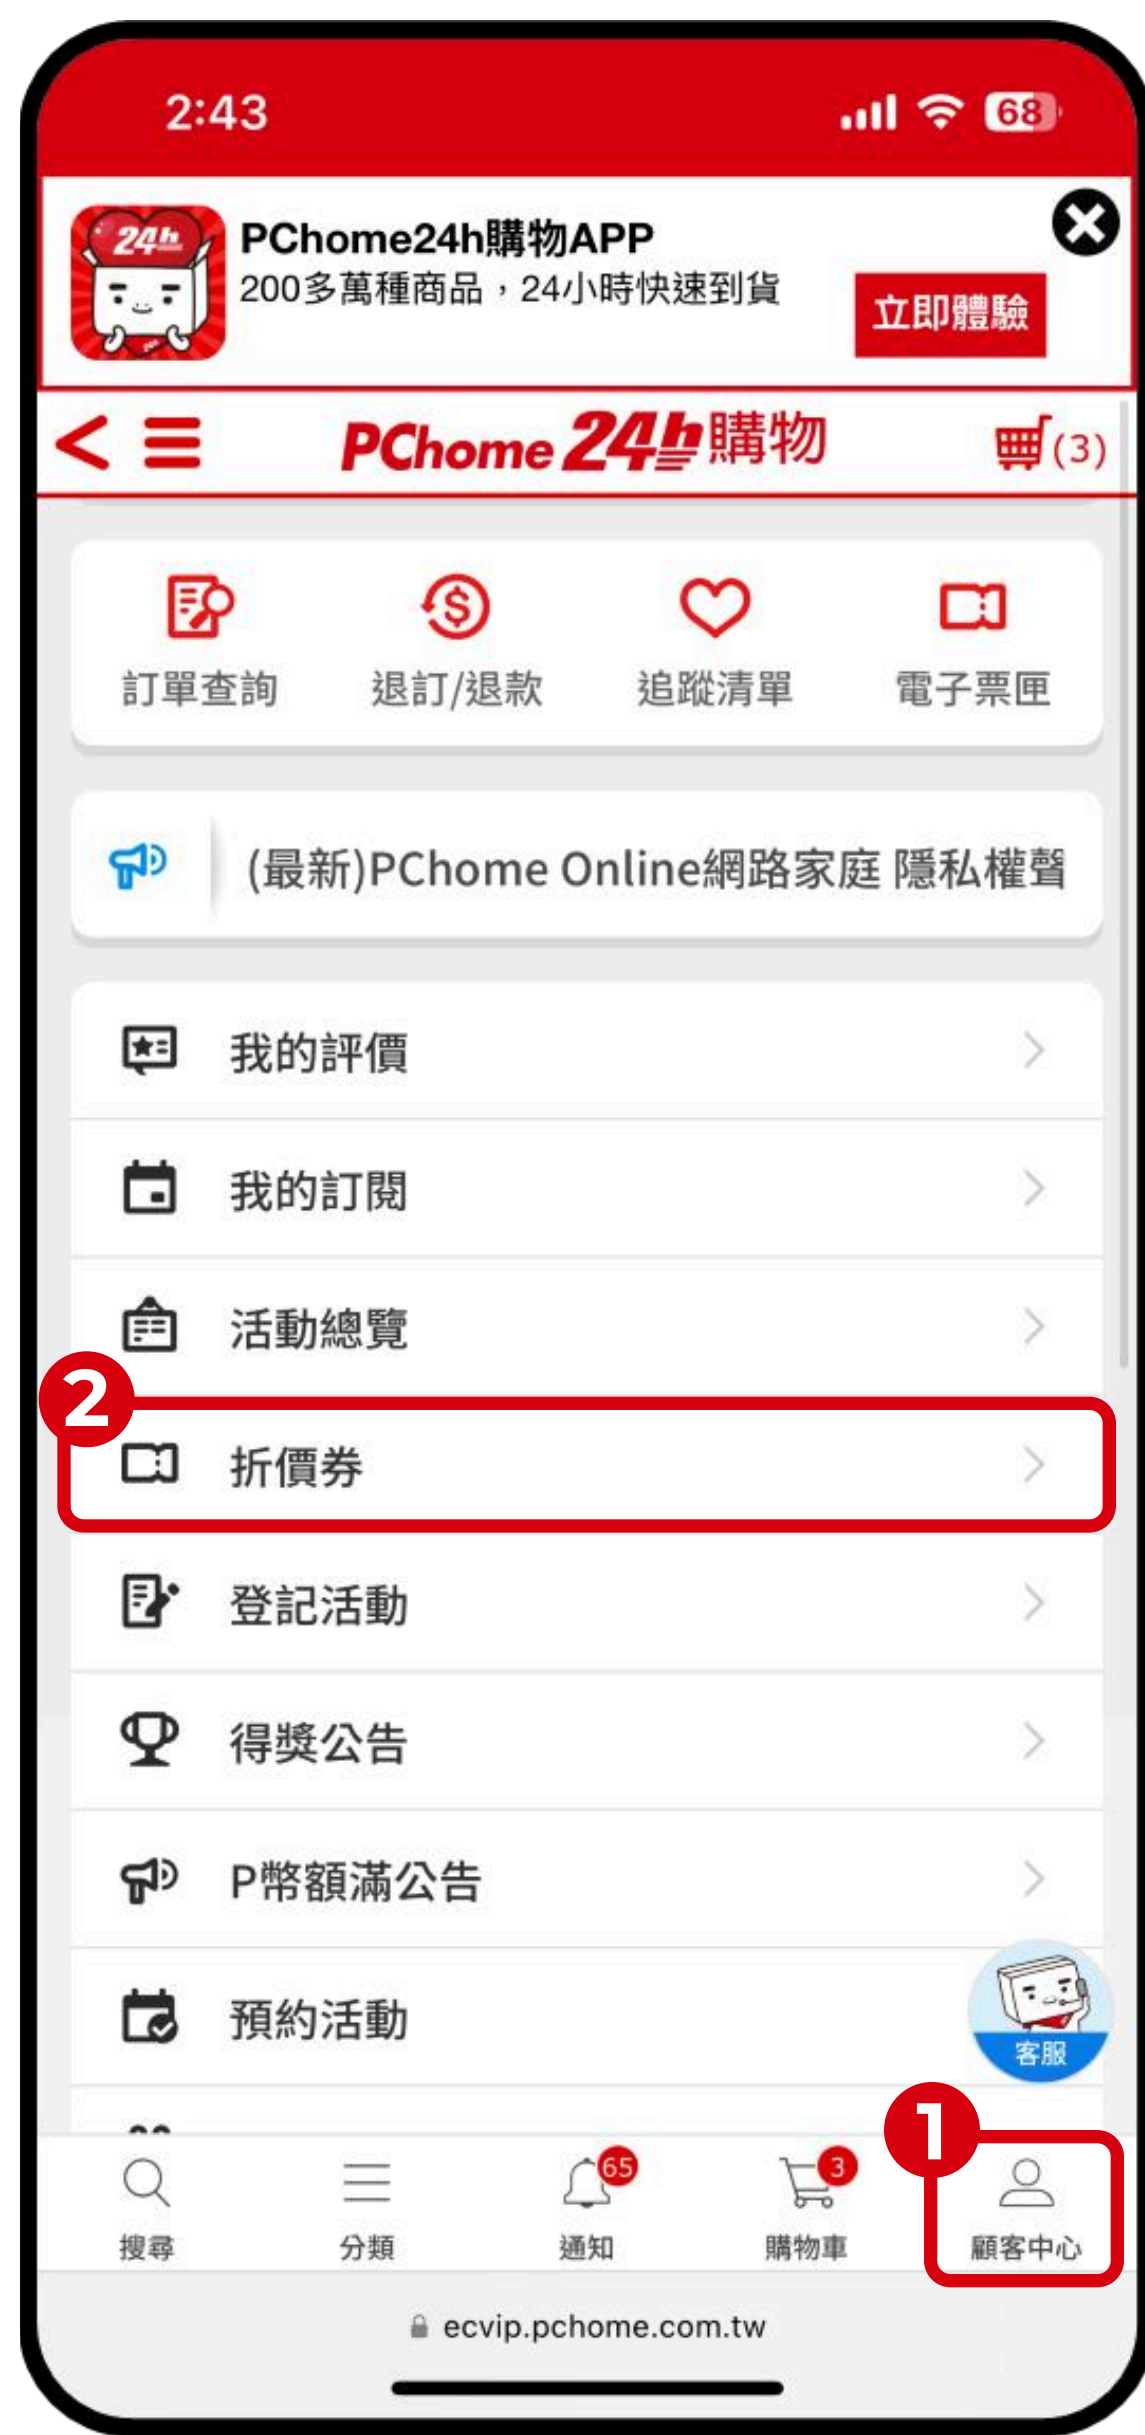 2:43
68
24h
PChome24h購物APP
200多萬種商品，24小時快速到貨
立即體驗
PChome 24h購物
(3)
訂單查詢
退訂/退款
追蹤清單
電子票匣
(最新)PChome Online網路家庭 隱私權聲
我的評價
我的訂閱
活動總覽
2
折價券
登記活動
得獎公告
P幣額滿公告
預約活動
客服
1
65
3
搜尋
分類
通知
購物車
顧客中心
ecvip.pchome.com.tw